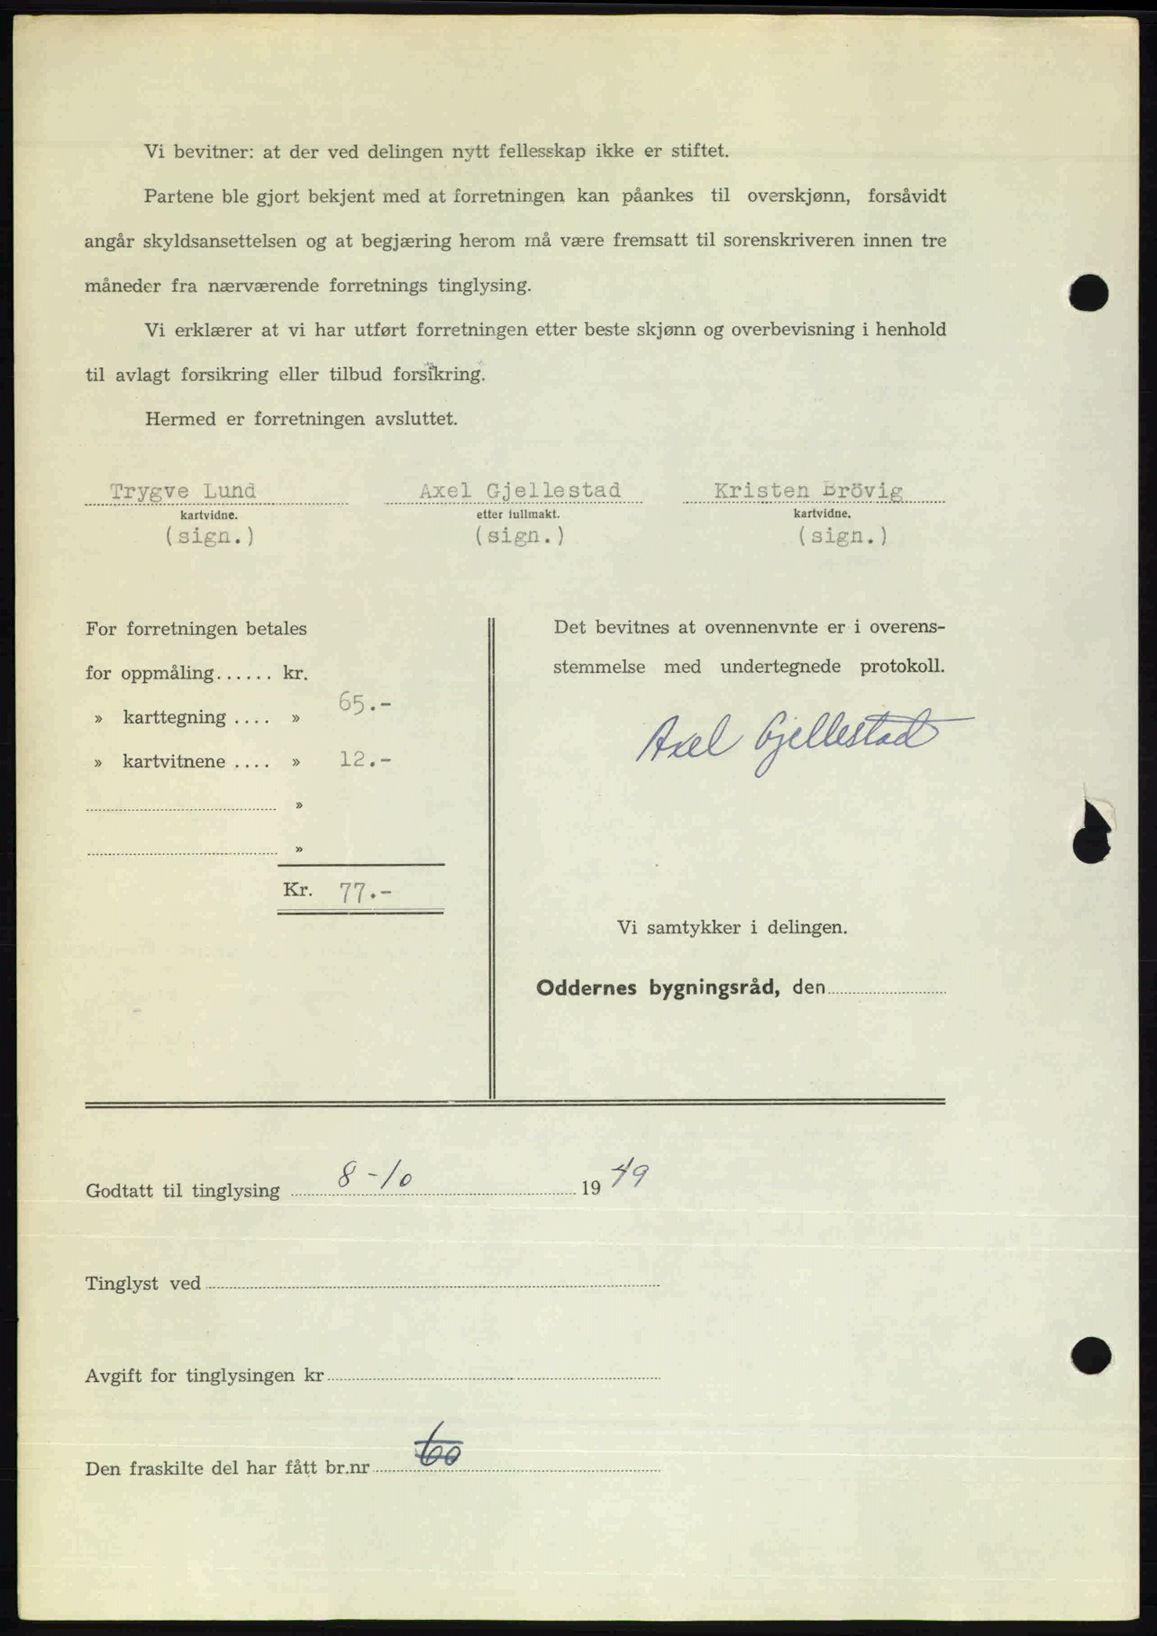 Vi bevitner: at der ved delingen nytt fellesskap ikke er stiftet.
Partene ble gjort bekjent med at forretningen kan påankes til overskjønn, forsåvidt
angår skyldsansettelsen og at begjæring herom må være fremsatt til sorenskriveren innen tre
måneder fra nærværende forretnings tinglysing.
Vi erklærer at vi har utført forretningen etter beste skjønn og overbevisning i henhold
til avlagt forsikring eller tilbud forsikring.
Hermed er forretningen avsluttet.
Trygve Lund Axel Gjellestad Kristen Brövig
kartvidne. etter fullmakt. kartvidne.
(sign.) (sign.) (sign.)
For forretningen betales
for oppmåling...... kr.
» karttegning .... » 65.-
» kartvitnene .... » 12.-
»
»
Kr. 77.-
Det bevitnes at ovennenvnte er i overens-
stemmelse med undertegnede protokoll.
Axel Gjellestad
Vi samtykker i delingen.
Oddernes bygningsråd, den
Godtatt til tinglysing 8-10 1949
Tinglyst ved
Avgift for tinglysingen kr
Den fraskilte del har fått br.nr 60